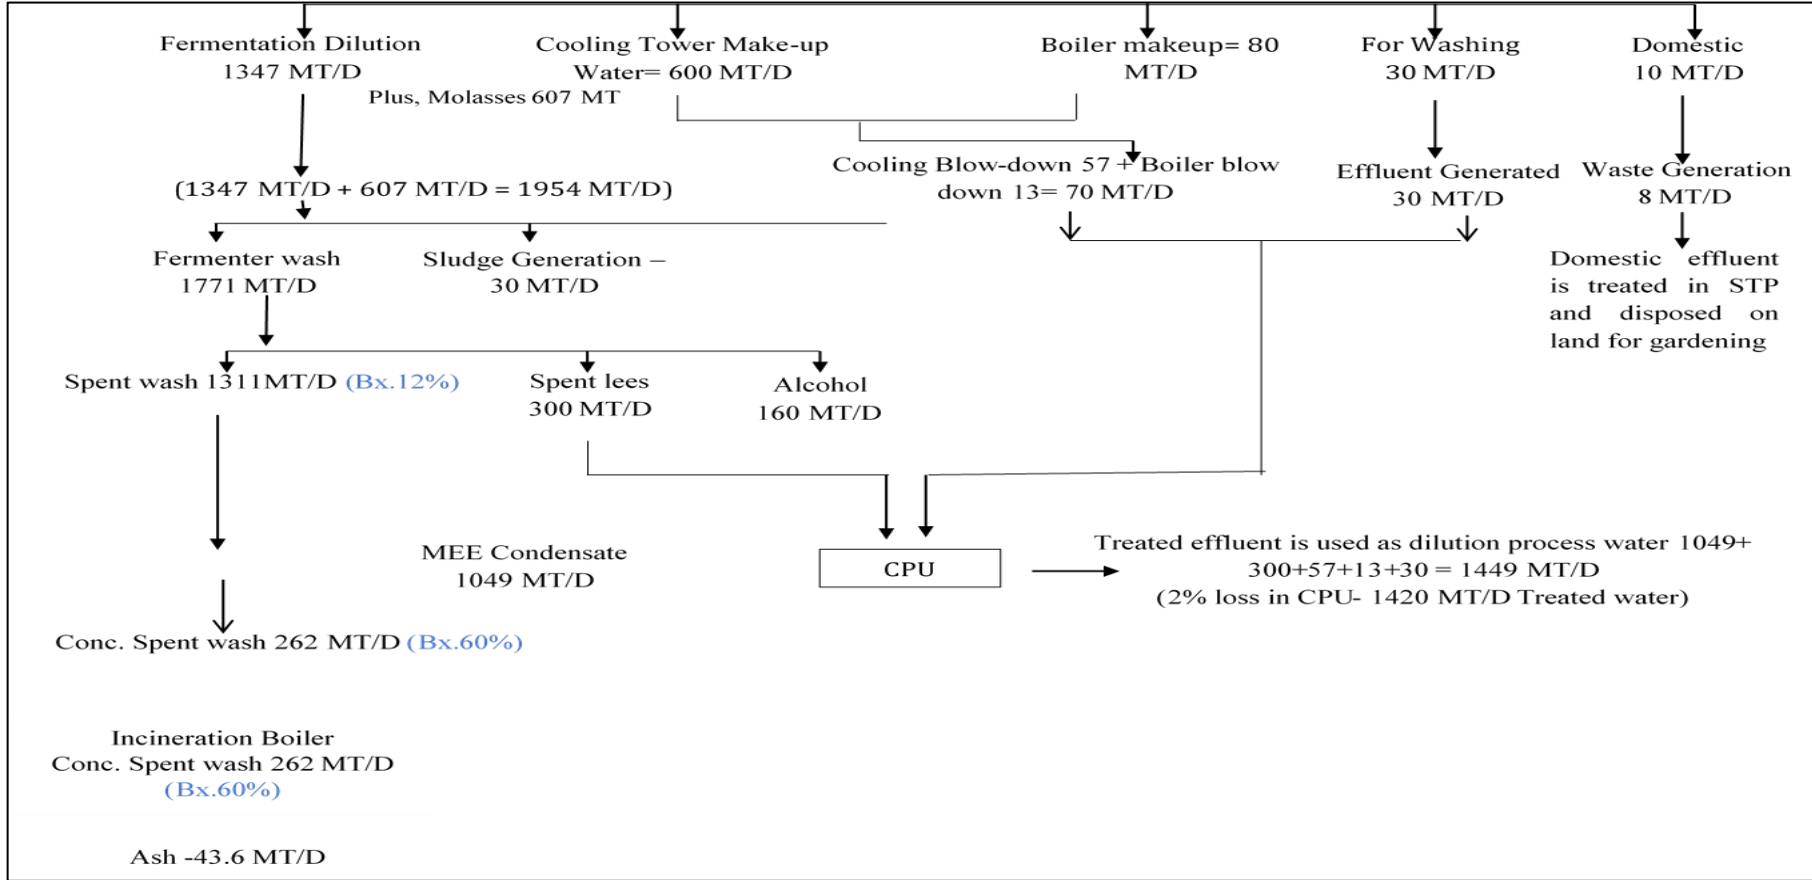 Fermentation Dilution
1347 MT/D
Cooling Tower Make-up
Water= 600 MT/D
Boiler makeup= 80
MT/D
For Washing
30 MT/D
Domestic
10 MT/D
Plus, Molasses 607 MT
(1347 MT/D + 607 MT/D = 1954 MT/D)
Cooling Blow-down 57 + Boiler blow
down 13= 70 MT/D
Effluent Generated
30 MT/D
Waste Generation
8 MT/D
Fermenter wash
1771 MT/D
Sludge Generation –
30 MT/D
Domestic effluent
is treated in STP
and disposed on
land for gardening
Spent wash 1311MT/D (Bx.12%)
Spent lees
300 MT/D
Alcohol
160 MT/D
MEE Condensate
1049 MT/D
CPU
Treated effluent is used as dilution process water 1049+
300+57+13+30 = 1449 MT/D
(2% loss in CPU- 1420 MT/D Treated water)
Conc. Spent wash 262 MT/D (Bx.60%)
Incineration Boiler
Conc. Spent wash 262 MT/D
(Bx.60%)
Ash -43.6 MT/D